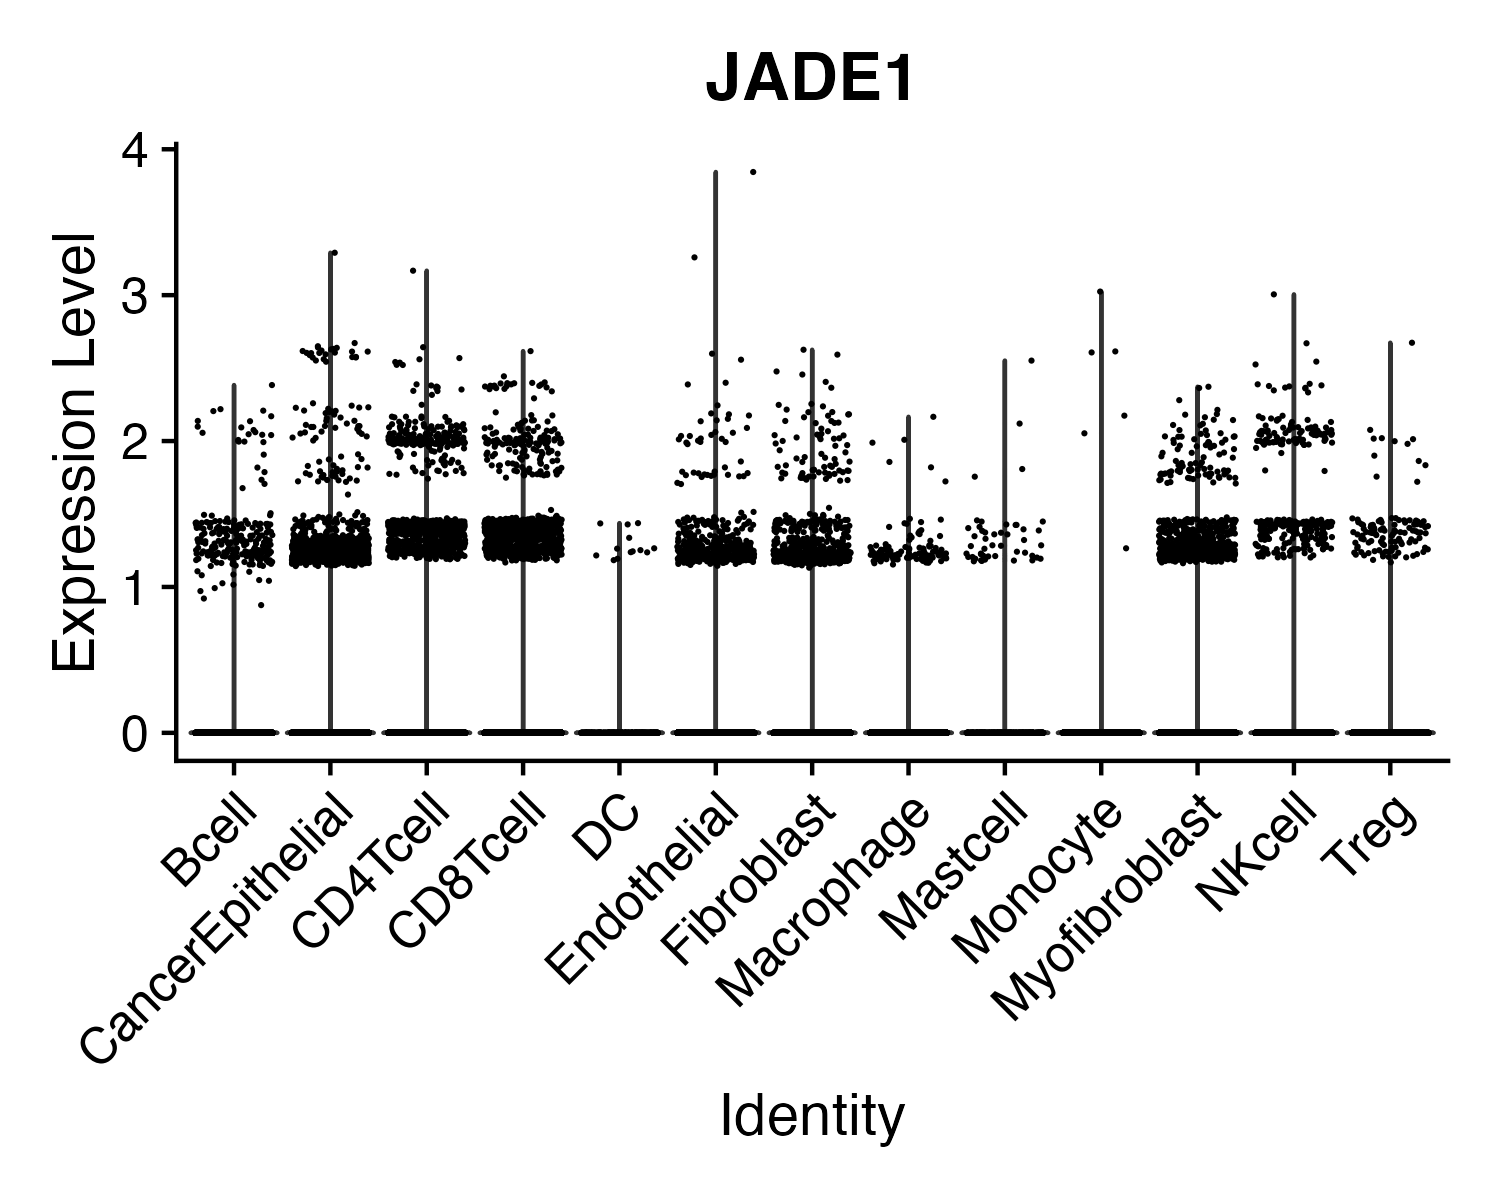 JADE1
Expression Level
4
3
2
1
0
Bcell
CancerEpithelial
CD4Tcell
CD8Tcell
DC
Endothelial
Fibroblast
Macrophage
Mastcell
Monocyte
Myofibroblast
NKcell
Treg
Identity